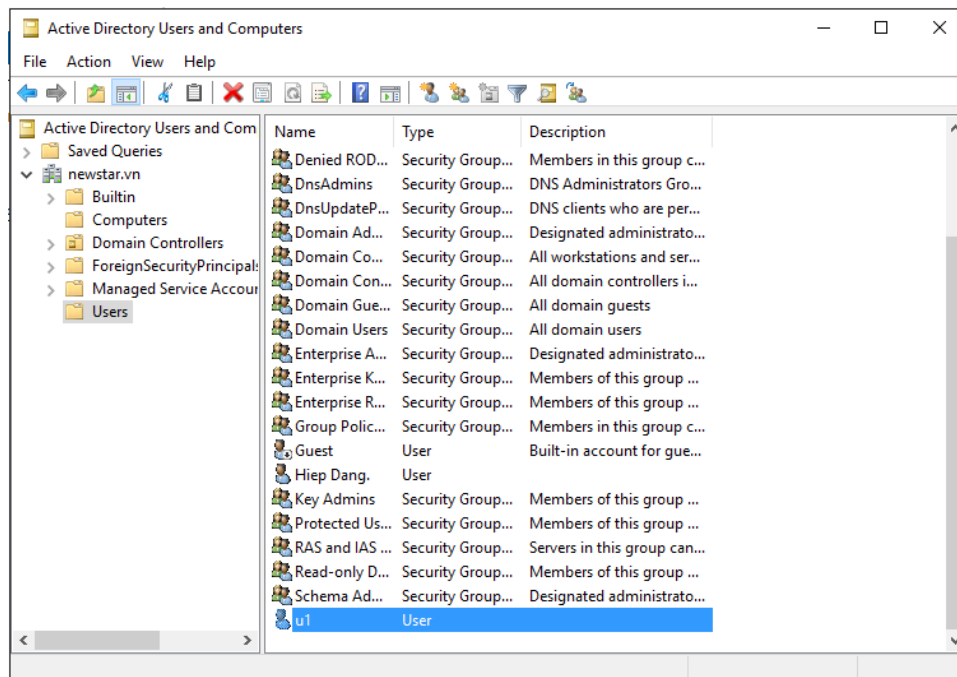 Active Directory Users and Computers
File Action View Help
Active Directory Users and Com
Saved Queries
newstar.vn
Builtin
Computers
Domain Controllers
ForeignSecurityPrincipals
Managed Service Accour
Users
Name Type Description
Denied ROD... Security Group... Members in this group c...
DnsAdmins Security Group... DNS Administrators Gro...
DnsUpdateP... Security Group... DNS clients who are per...
Domain Ad... Security Group... Designated administrato...
Domain Co... Security Group... All workstations and ser...
Domain Con... Security Group... All domain controllers i...
Domain Gue... Security Group... All domain guests
Domain Users Security Group... All domain users
Enterprise A... Security Group... Designated administrato...
Enterprise K... Security Group... Members of this group ...
Enterprise R... Security Group... Members of this group ...
Group Polic... Security Group... Members in this group c...
Guest User Built-in account for gue...
Hiep Dang. User
Key Admins Security Group... Members of this group ...
Protected Us... Security Group... Members of this group ...
RAS and IAS ... Security Group... Servers in this group can...
Read-only D... Security Group... Members of this group ...
Schema Ad... Security Group... Designated administrato...
u1 User